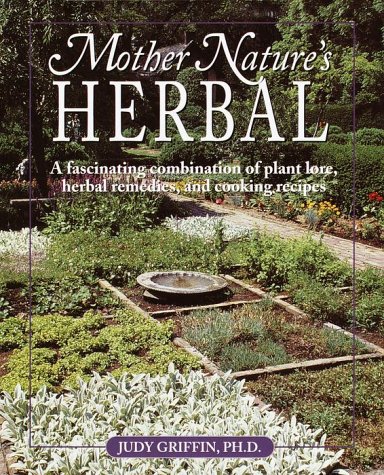 Mother Nature's
HERBAL
A fascinating combination of plant lore,
herbal remedies, and cooking recipes
JUDY GRIFFIN, PH.D.